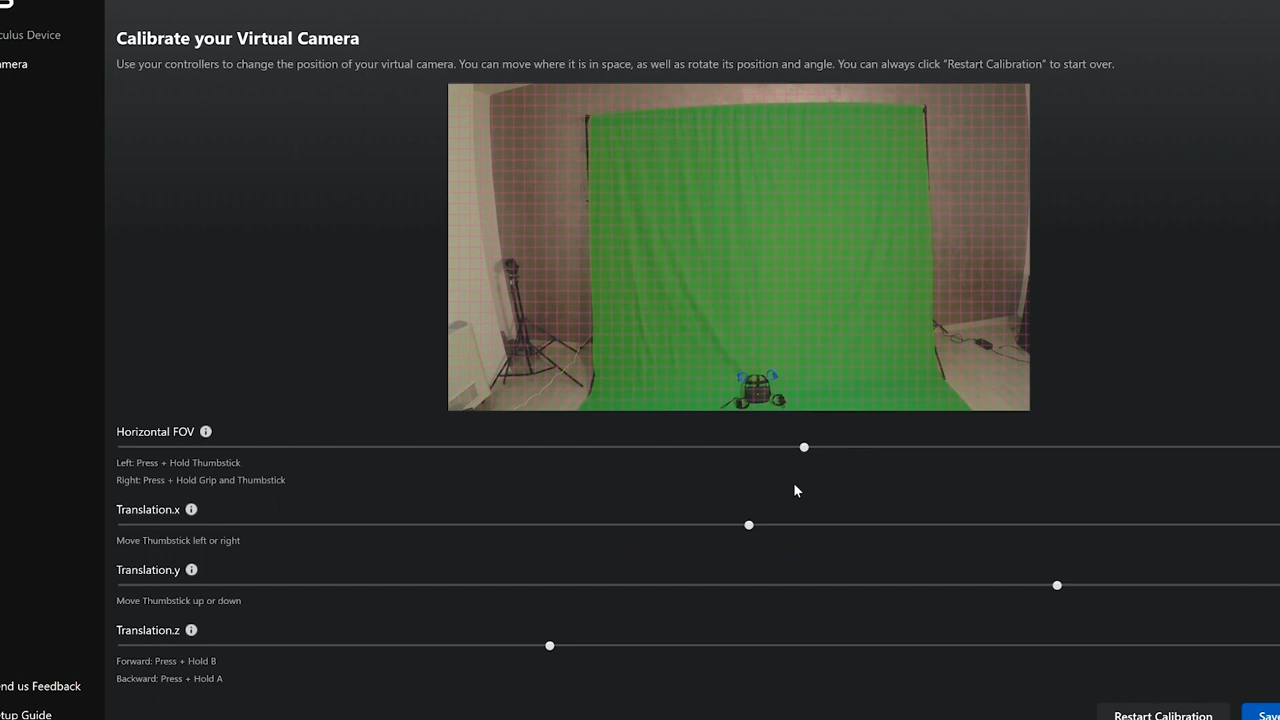 Calibrate your Virtual Camera
Use your controllers to change the position of your virtual camera. You can move where it is in space, as well as rotate its position and angle. You can always click "Restart Calibration" to start over.
Horizontal FOV
Left: Press + Hold Thumbstick
Right: Press + Hold Grip and Thumbstick
Translation.x
Move Thumbstick left or right
Translation.y
Move Thumbstick up or down
Translation.z
Forward: Press + Hold B
Backward: Press + Hold A
culus Device
amera
nd us Feedback
tup Guide
Restart Calibration
Sav